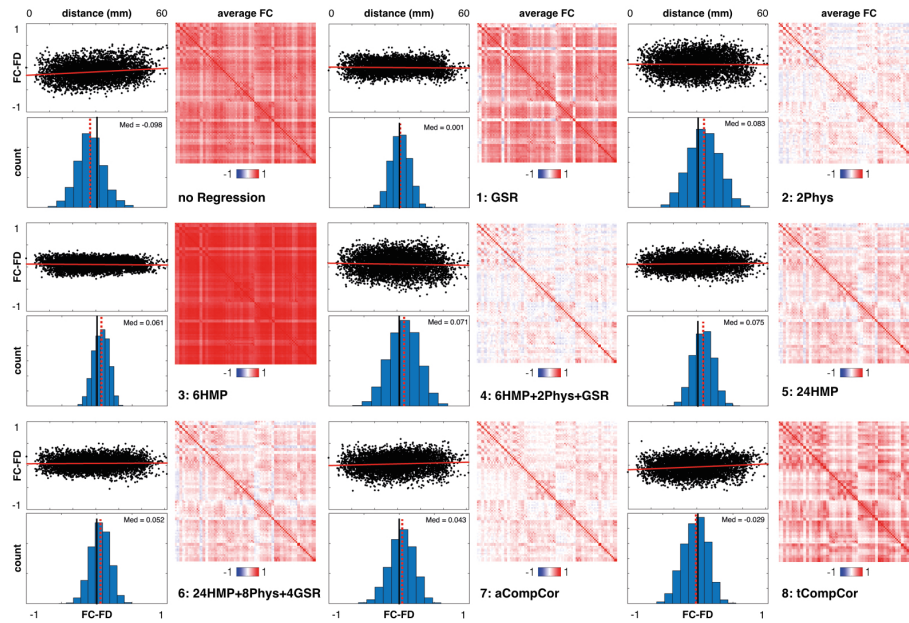 0 distance (mm) 60 average FC 0 distance (mm) 60 average FC 0 distance (mm) 60 average FC
1
FC-FD
-1
Med = -0.098 Med = 0.001 Med = 0.083
count
-1 1 -1 1 -1 1
no Regression 1: GSR 2: 2Phys
1
FC-FD
-1
Med = 0.061 Med = 0.071 Med = 0.075
count
-1 1 -1 1 -1 1
3: 6HMP 4: 6HMP+2Phys+GSR 5: 24HMP
1
FC-FD
-1
Med = 0.052 Med = 0.043 Med = -0.029
count
-1 1 -1 1 -1 1
6: 24HMP+8Phys+4GSR 7: aCompCor 8: tCompCor
-1 FC-FD 1 -1 FC-FD 1 -1 FC-FD 1